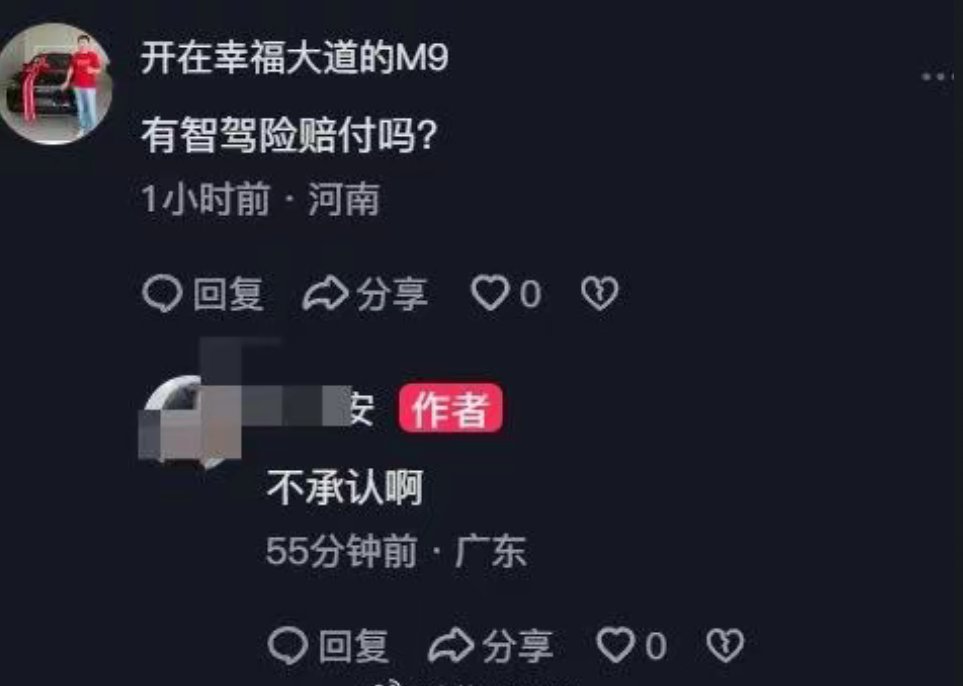 开在幸福大道的M9
有智驾险赔付吗?
1小时前 · 河南
回复 分享 0
安 作者
不承认啊
55分钟前 · 广东
回复 分享 0